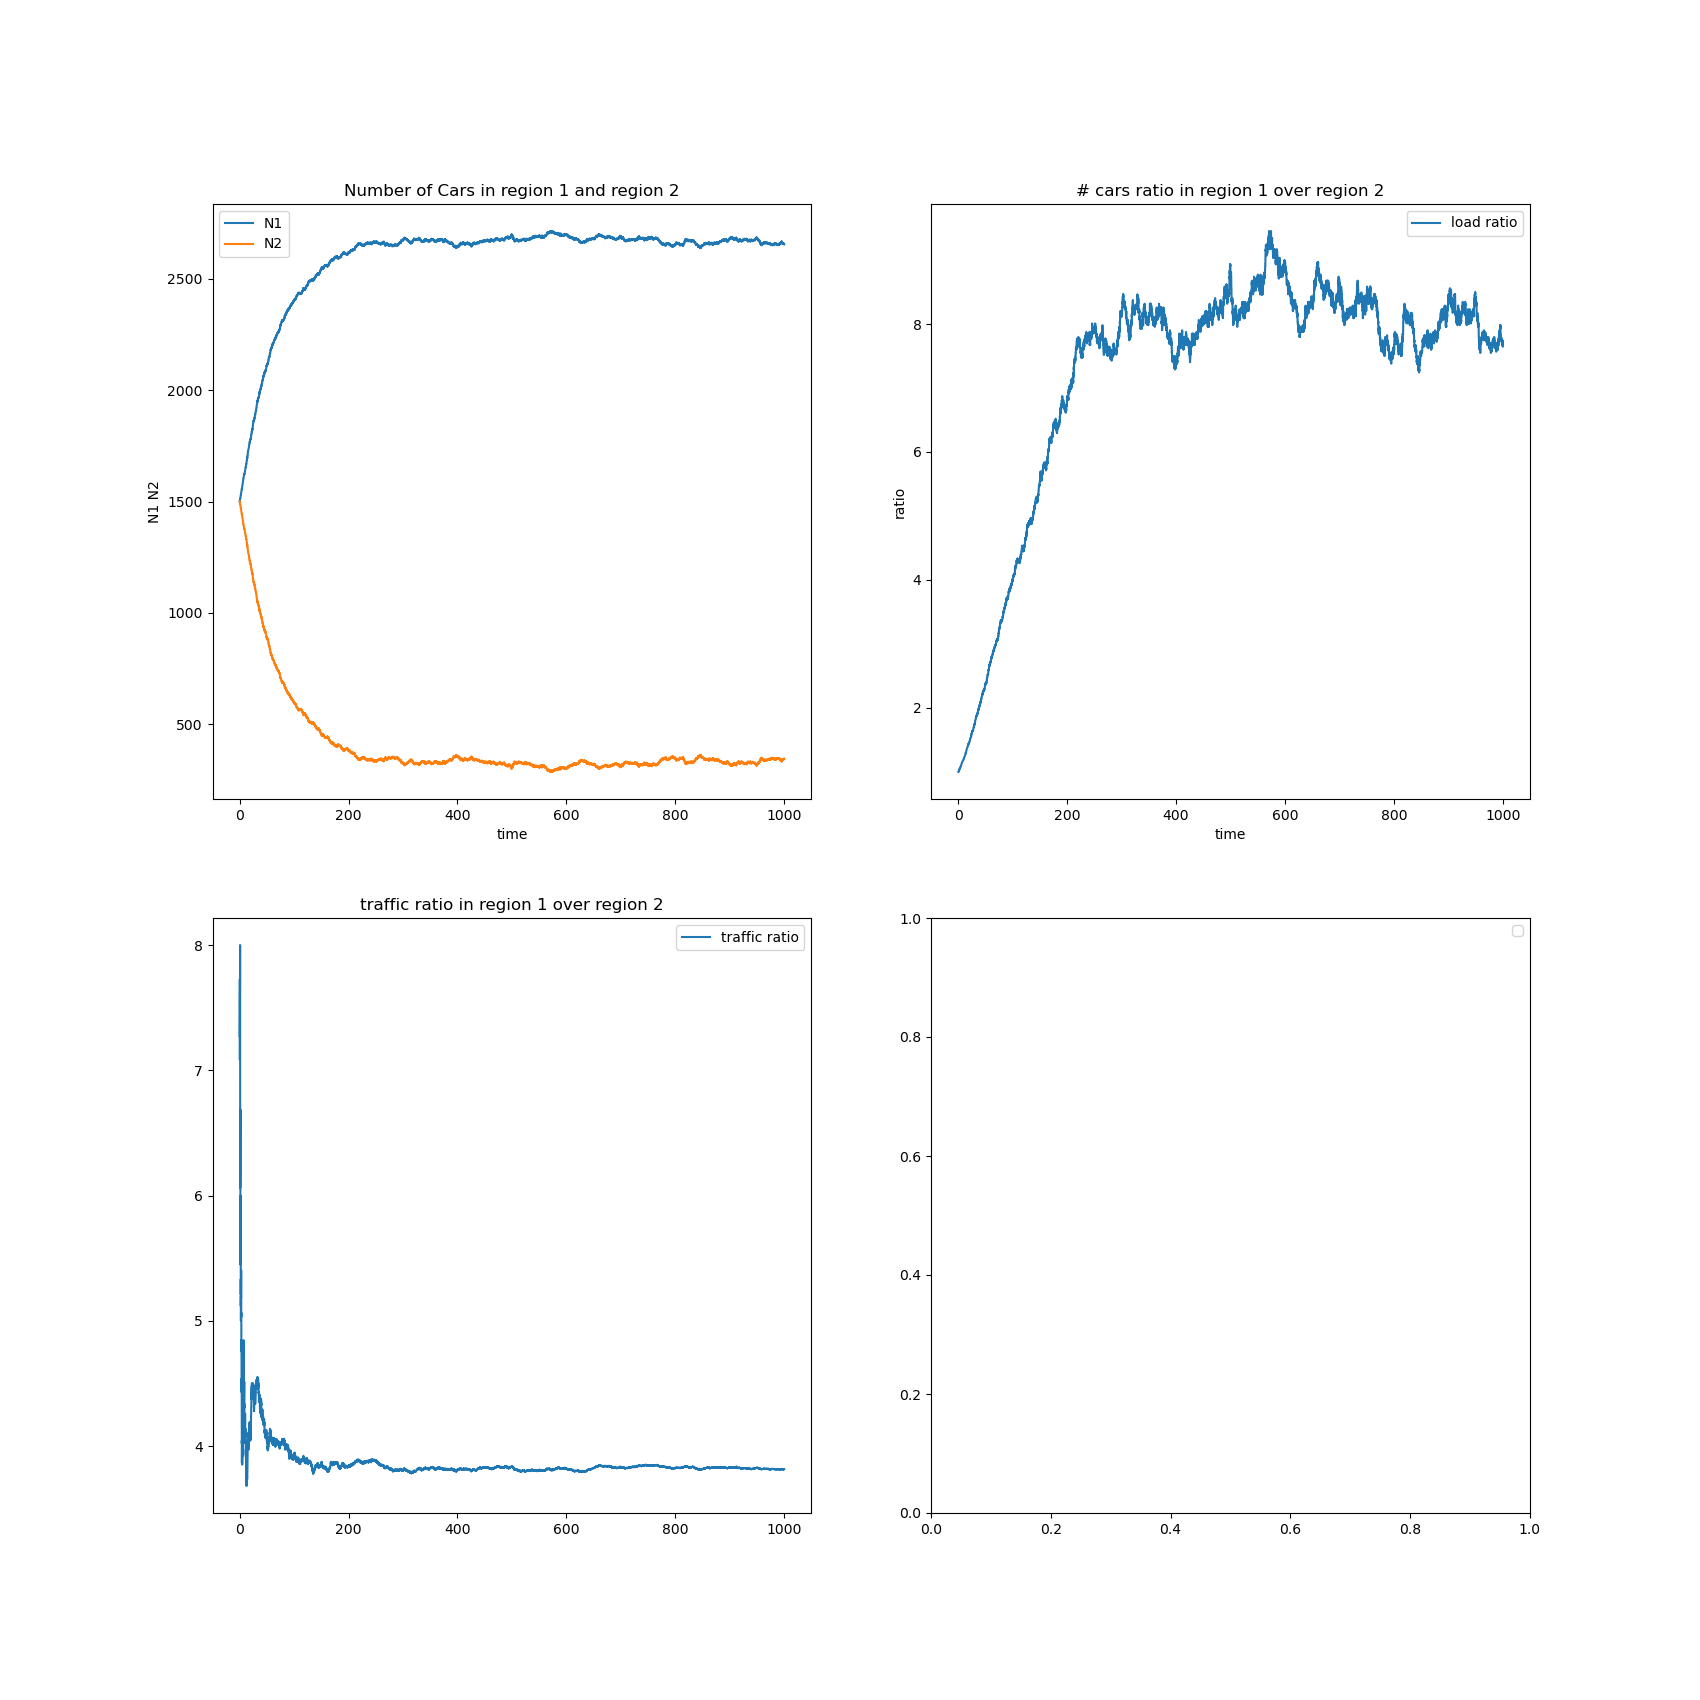 Number of Cars in region 1 and region 2
N1
N2
2500
2000
1500
1000
500
N1 N2
0 200 400 600 800 1000
time
# cars ratio in region 1 over region 2
load ratio
8
6
4
2
ratio
0 200 400 600 800 1000
time
traffic ratio in region 1 over region 2
traffic ratio
8
7
6
5
4
0 200 400 600 800 1000
1.0
0.8
0.6
0.4
0.2
0.0
0.0 0.2 0.4 0.6 0.8 1.0